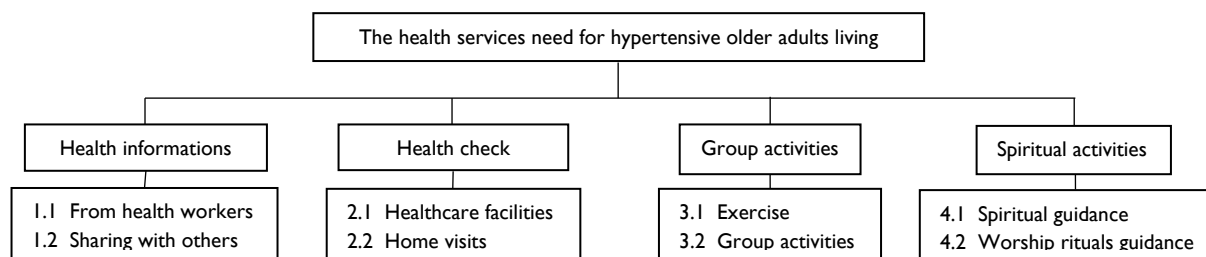 The health services need for hypertensive older adults living
Health informations
Health check
Group activities
Spiritual activities
1.1 From health workers
1.2 Sharing with others
2.1 Healthcare facilities
2.2 Home visits
3.1 Exercise
3.2 Group activities
4.1 Spiritual guidance
4.2 Worship rituals guidance